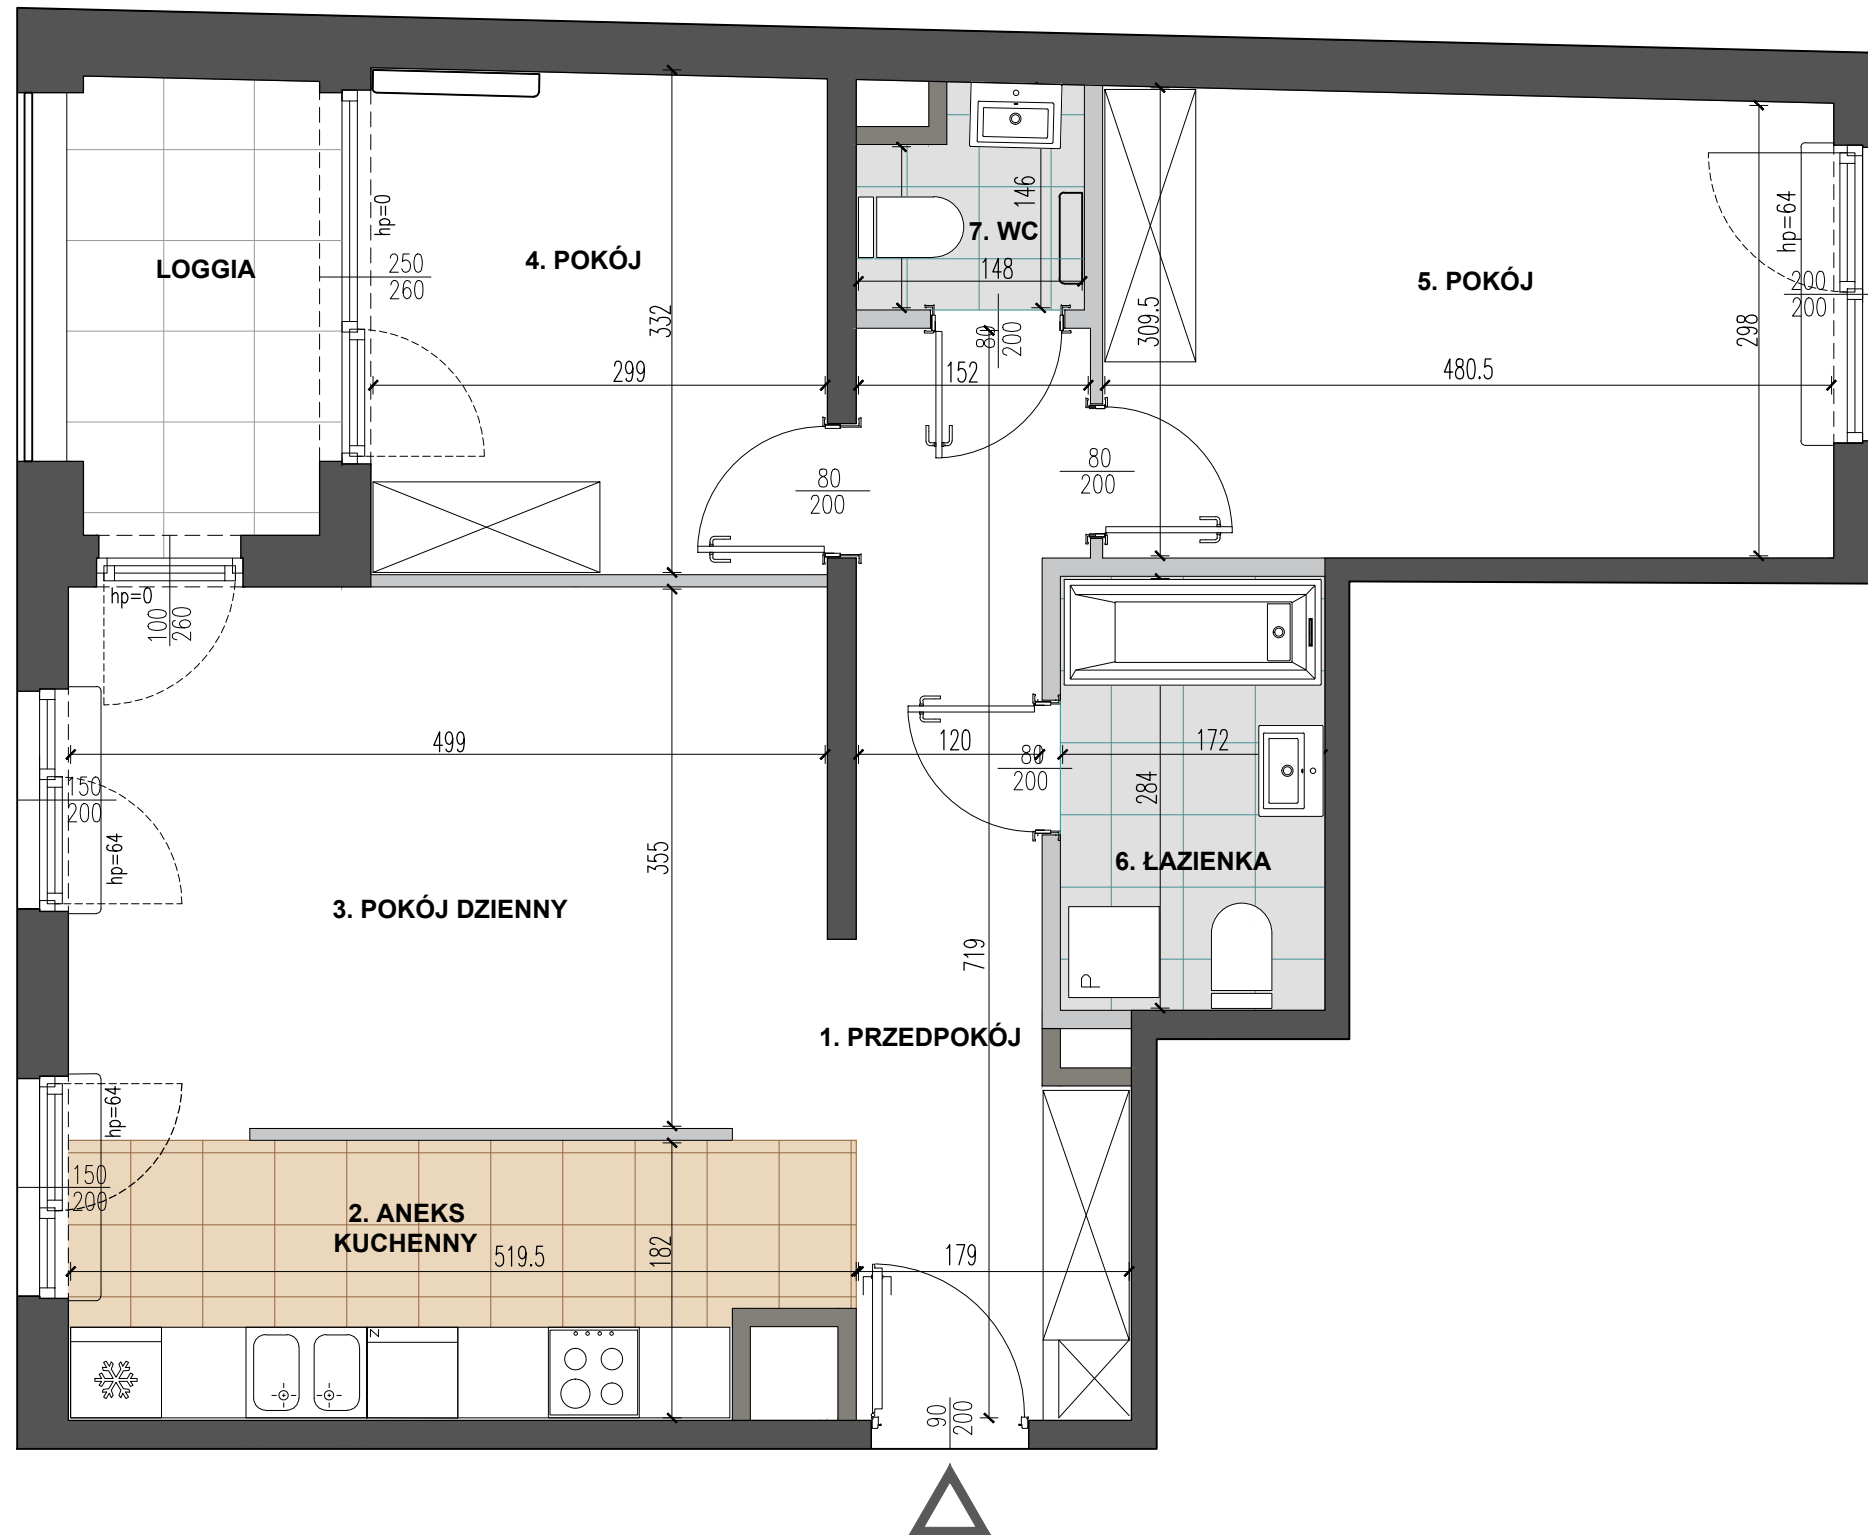 hp=0
LOGGIA
250
260
4. POKÓJ
332
299
146
7. WC
148
80
200
152
309.5
5. POKÓJ
hp=64
200
200
298
480.5
80
200
80
200
hp=0
100
260
499
120
80
200
172
284
150
200
hp=64
355
6. ŁAZIENKA
3. POKÓJ DZIENNY
719
P
1. PRZEDPOKÓJ
hp=64
150
200
2. ANEKS
KUCHENNY
519.5
182
179
Z
90
200